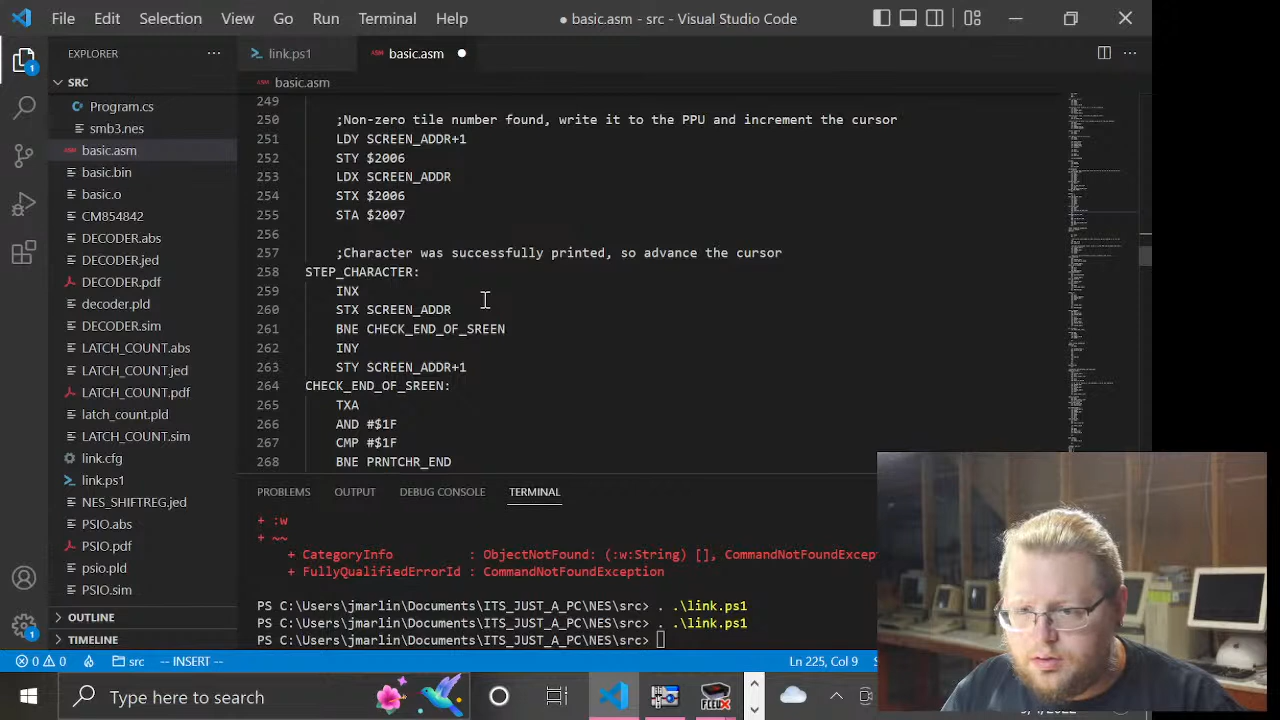 File Edit Selection View Go Run Terminal Help
● basic.asm - src - Visual Studio Code
EXPLORER
link.ps1
ASM basic.asm
SRC
ASM basic.asm
Program.cs
smb3.nes
basic.asm
basic.bin
basic.o
CM854842
DECODER.abs
DECODER.jed
DECODER.pdf
decoder.pld
DECODER.sim
LATCH_COUNT.abs
LATCH_COUNT.jed
LATCH_COUNT.pdf
latch_count.pld
LATCH_COUNT.sim
link.cfg
link.ps1
NES_SHIFTREG.jed
PSIO.abs
PSIO.pdf
psio.pld
PSIO.sim
OUTLINE
TIMELINE
249
250 ;Non-zero tile number found, write it to the PPU and increment the cursor
251 LDY SCREEN_ADDR+1
252 STY $2006
253 LDX SCREEN_ADDR
254 STX $2006
255 STA $2007
256
257 ;Character was successfully printed, so advance the cursor
258 STEP_CHARACTER:
259 INX
260 STX SCREEN_ADDR
261 BNE CHECK_END_OF_SREEN
262 INY
263 STY SCREEN_ADDR+1
264 CHECK_END_OF_SREEN:
265 TXA
266 AND #$1F
267 CMP #$1F
268 BNE PRNTCHR_END
PROBLEMS OUTPUT DEBUG CONSOLE TERMINAL
+ :w
+ ~~
+ CategoryInfo : ObjectNotFound: (:w:String) [], CommandNotFoundExcep
+ FullyQualifiedErrorId : CommandNotFoundException
PS C:\Users\jmarlin\Documents\ITS_JUST_A_PC\NES\src> . .\link.ps1
PS C:\Users\jmarlin\Documents\ITS_JUST_A_PC\NES\src> . .\link.ps1
PS C:\Users\jmarlin\Documents\ITS_JUST_A_PC\NES\src>
0 0 src -- INSERT --
Ln 225, Col 9
Type here to search